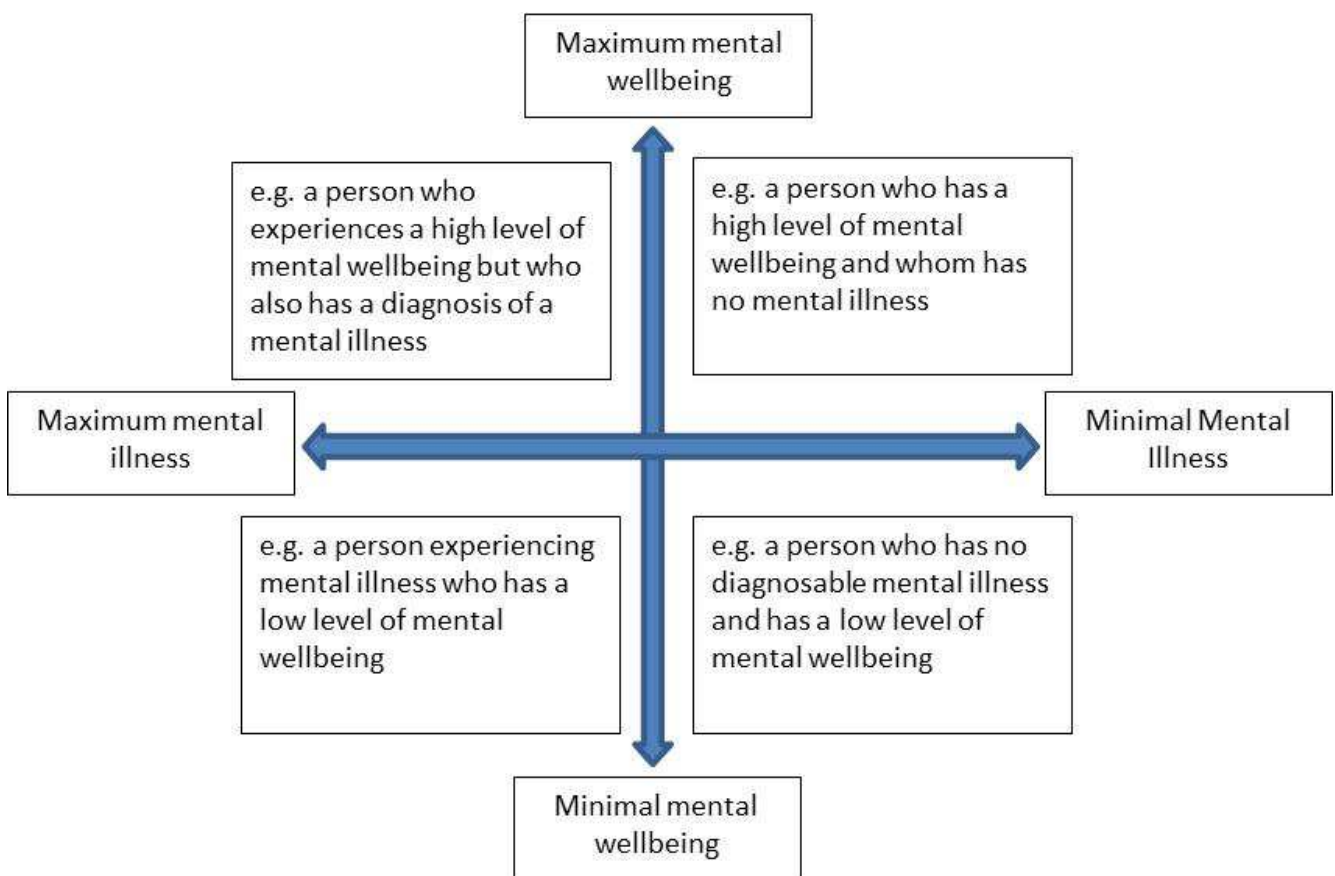 Maximum mental
wellbeing
e.g. a person who
experiences a high level of
mental wellbeing but who
also has a diagnosis of a
mental illness
e.g. a person who has a
high level of mental
wellbeing and whom has
no mental illness
Maximum mental
illness
Minimal Mental
Illness
e.g. a person experiencing
mental illness who has a
low level of mental
wellbeing
e.g. a person who has no
diagnosable mental illness
and has a low level of
mental wellbeing
Minimal mental
wellbeing